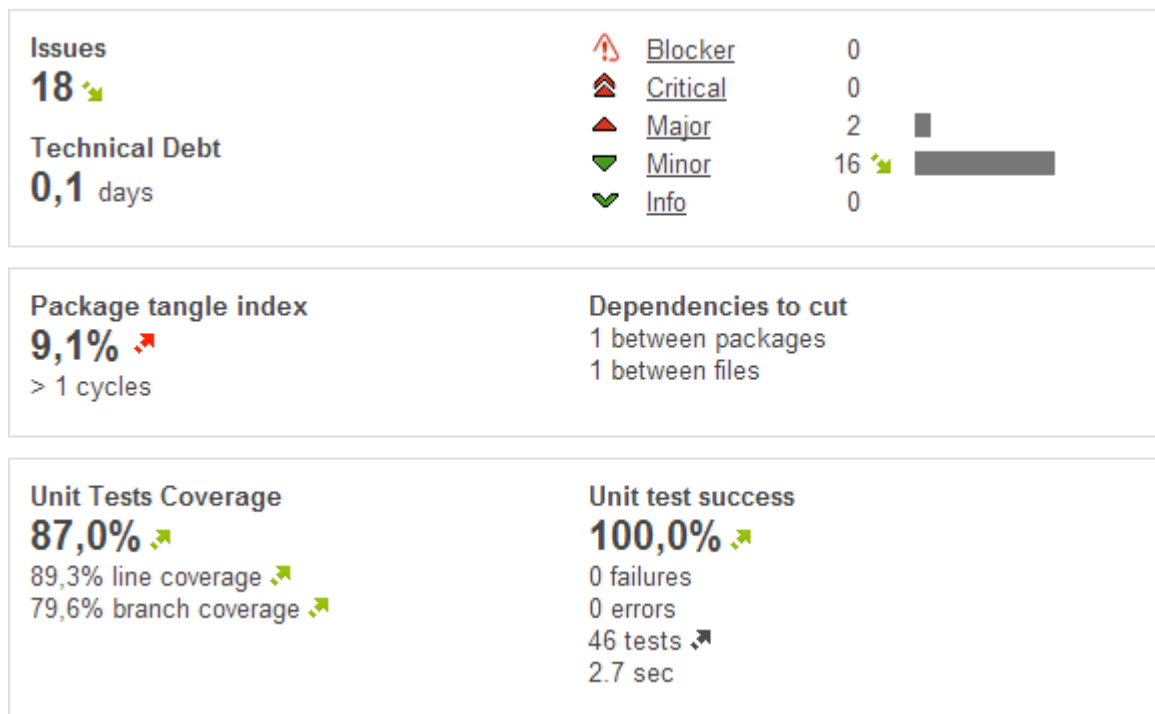 Issues
18
Technical Debt
0,1 days
Blocker 0
Critical 0
Major 2
Minor 16
Info 0
Package tangle index
9,1%
> 1 cycles
Dependencies to cut
1 between packages
1 between files
Unit Tests Coverage
87,0%
89,3% line coverage
79,6% branch coverage
Unit test success
100,0%
0 failures
0 errors
46 tests
2.7 sec